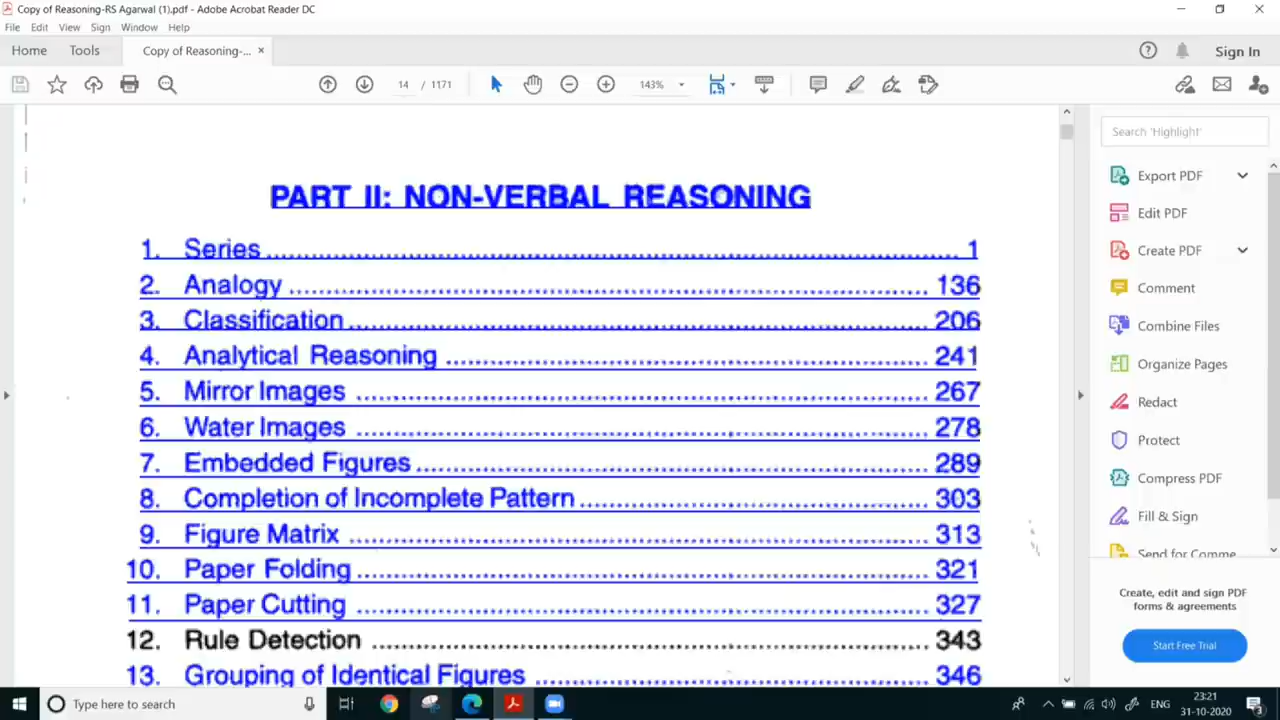 Copy of Reasoning-RS Agarwal (1).pdf - Adobe Acrobat Reader DC
File Edit View Sign Window Help
Home Tools Copy of Reasoning-... × Sign In
14 / 1171 143%
Search 'Highlight'
PART II: NON-VERBAL REASONING
1. Series 1
2. Analogy 136
3. Classification 206
4. Analytical Reasoning 241
5. Mirror Images 267
6. Water Images 278
7. Embedded Figures 289
8. Completion of Incomplete Pattern 303
9. Figure Matrix 313
10. Paper Folding 321
11. Paper Cutting 327
12. Rule Detection 343
13. Grouping of Identical Figures 346
Export PDF
Edit PDF
Create PDF
Comment
Combine Files
Organize Pages
Redact
Protect
Compress PDF
Fill & Sign
Send for Comme
Create, edit and sign PDF
forms & agreements
Start Free Trial
Type here to search
ENG
23:21
31-10-2020
3